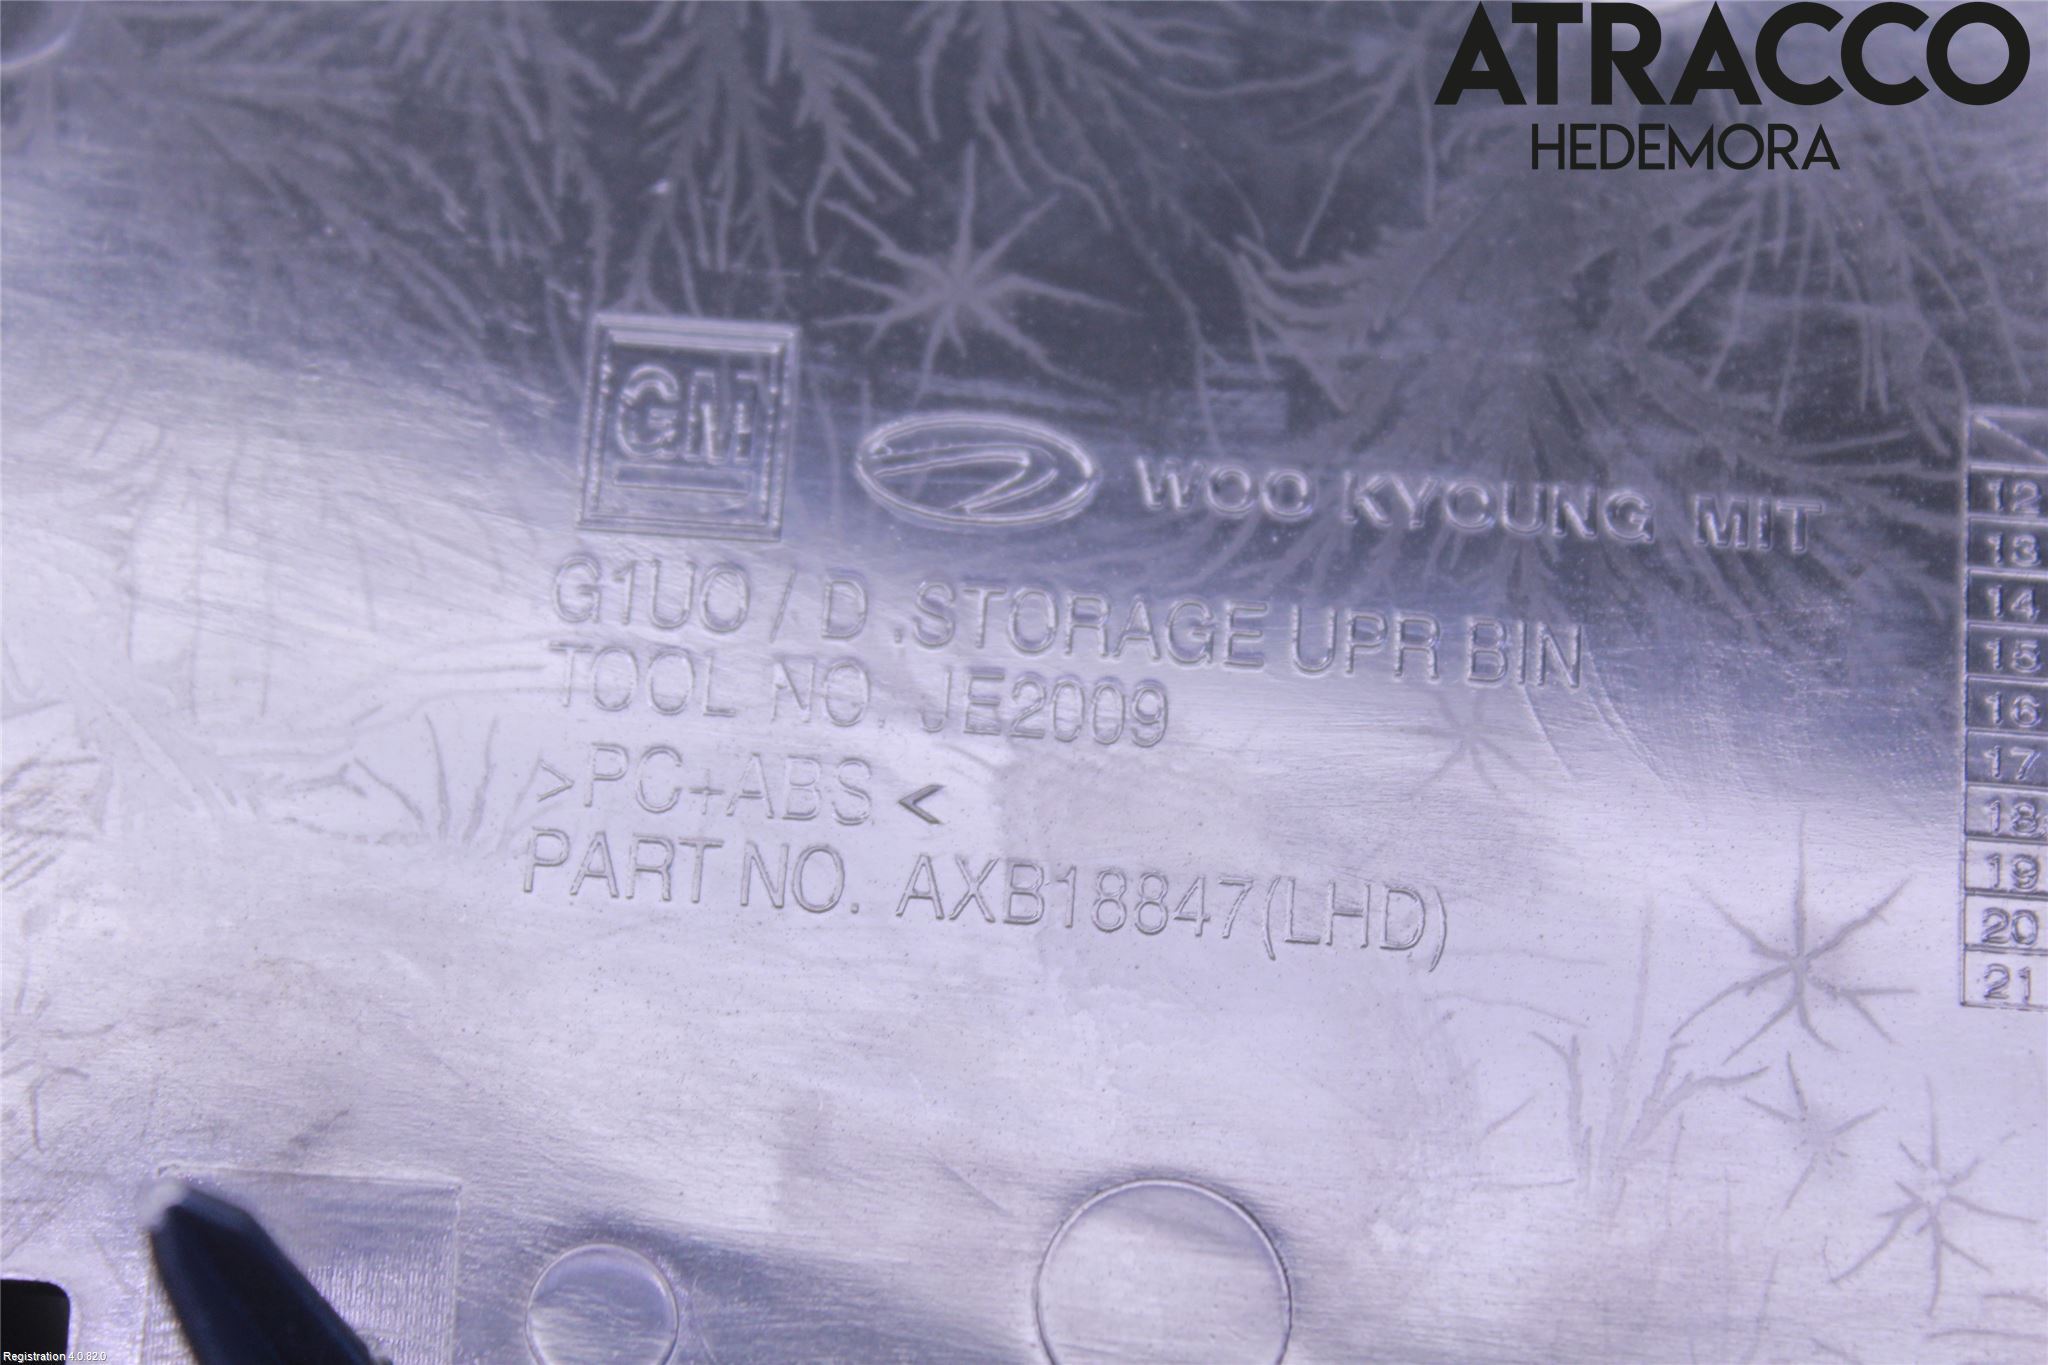 ATRACCO
HEDEMORA
GM
WOO KYOUNG MIT
G1UO / D .STORAGE UPR BIN
TOOL NO. JE2009
>PC+ABS<
PART NO. AXB18847(LHD)
12
13
14
15
16
17
18
19
20
21
Registration 4.0.82.0